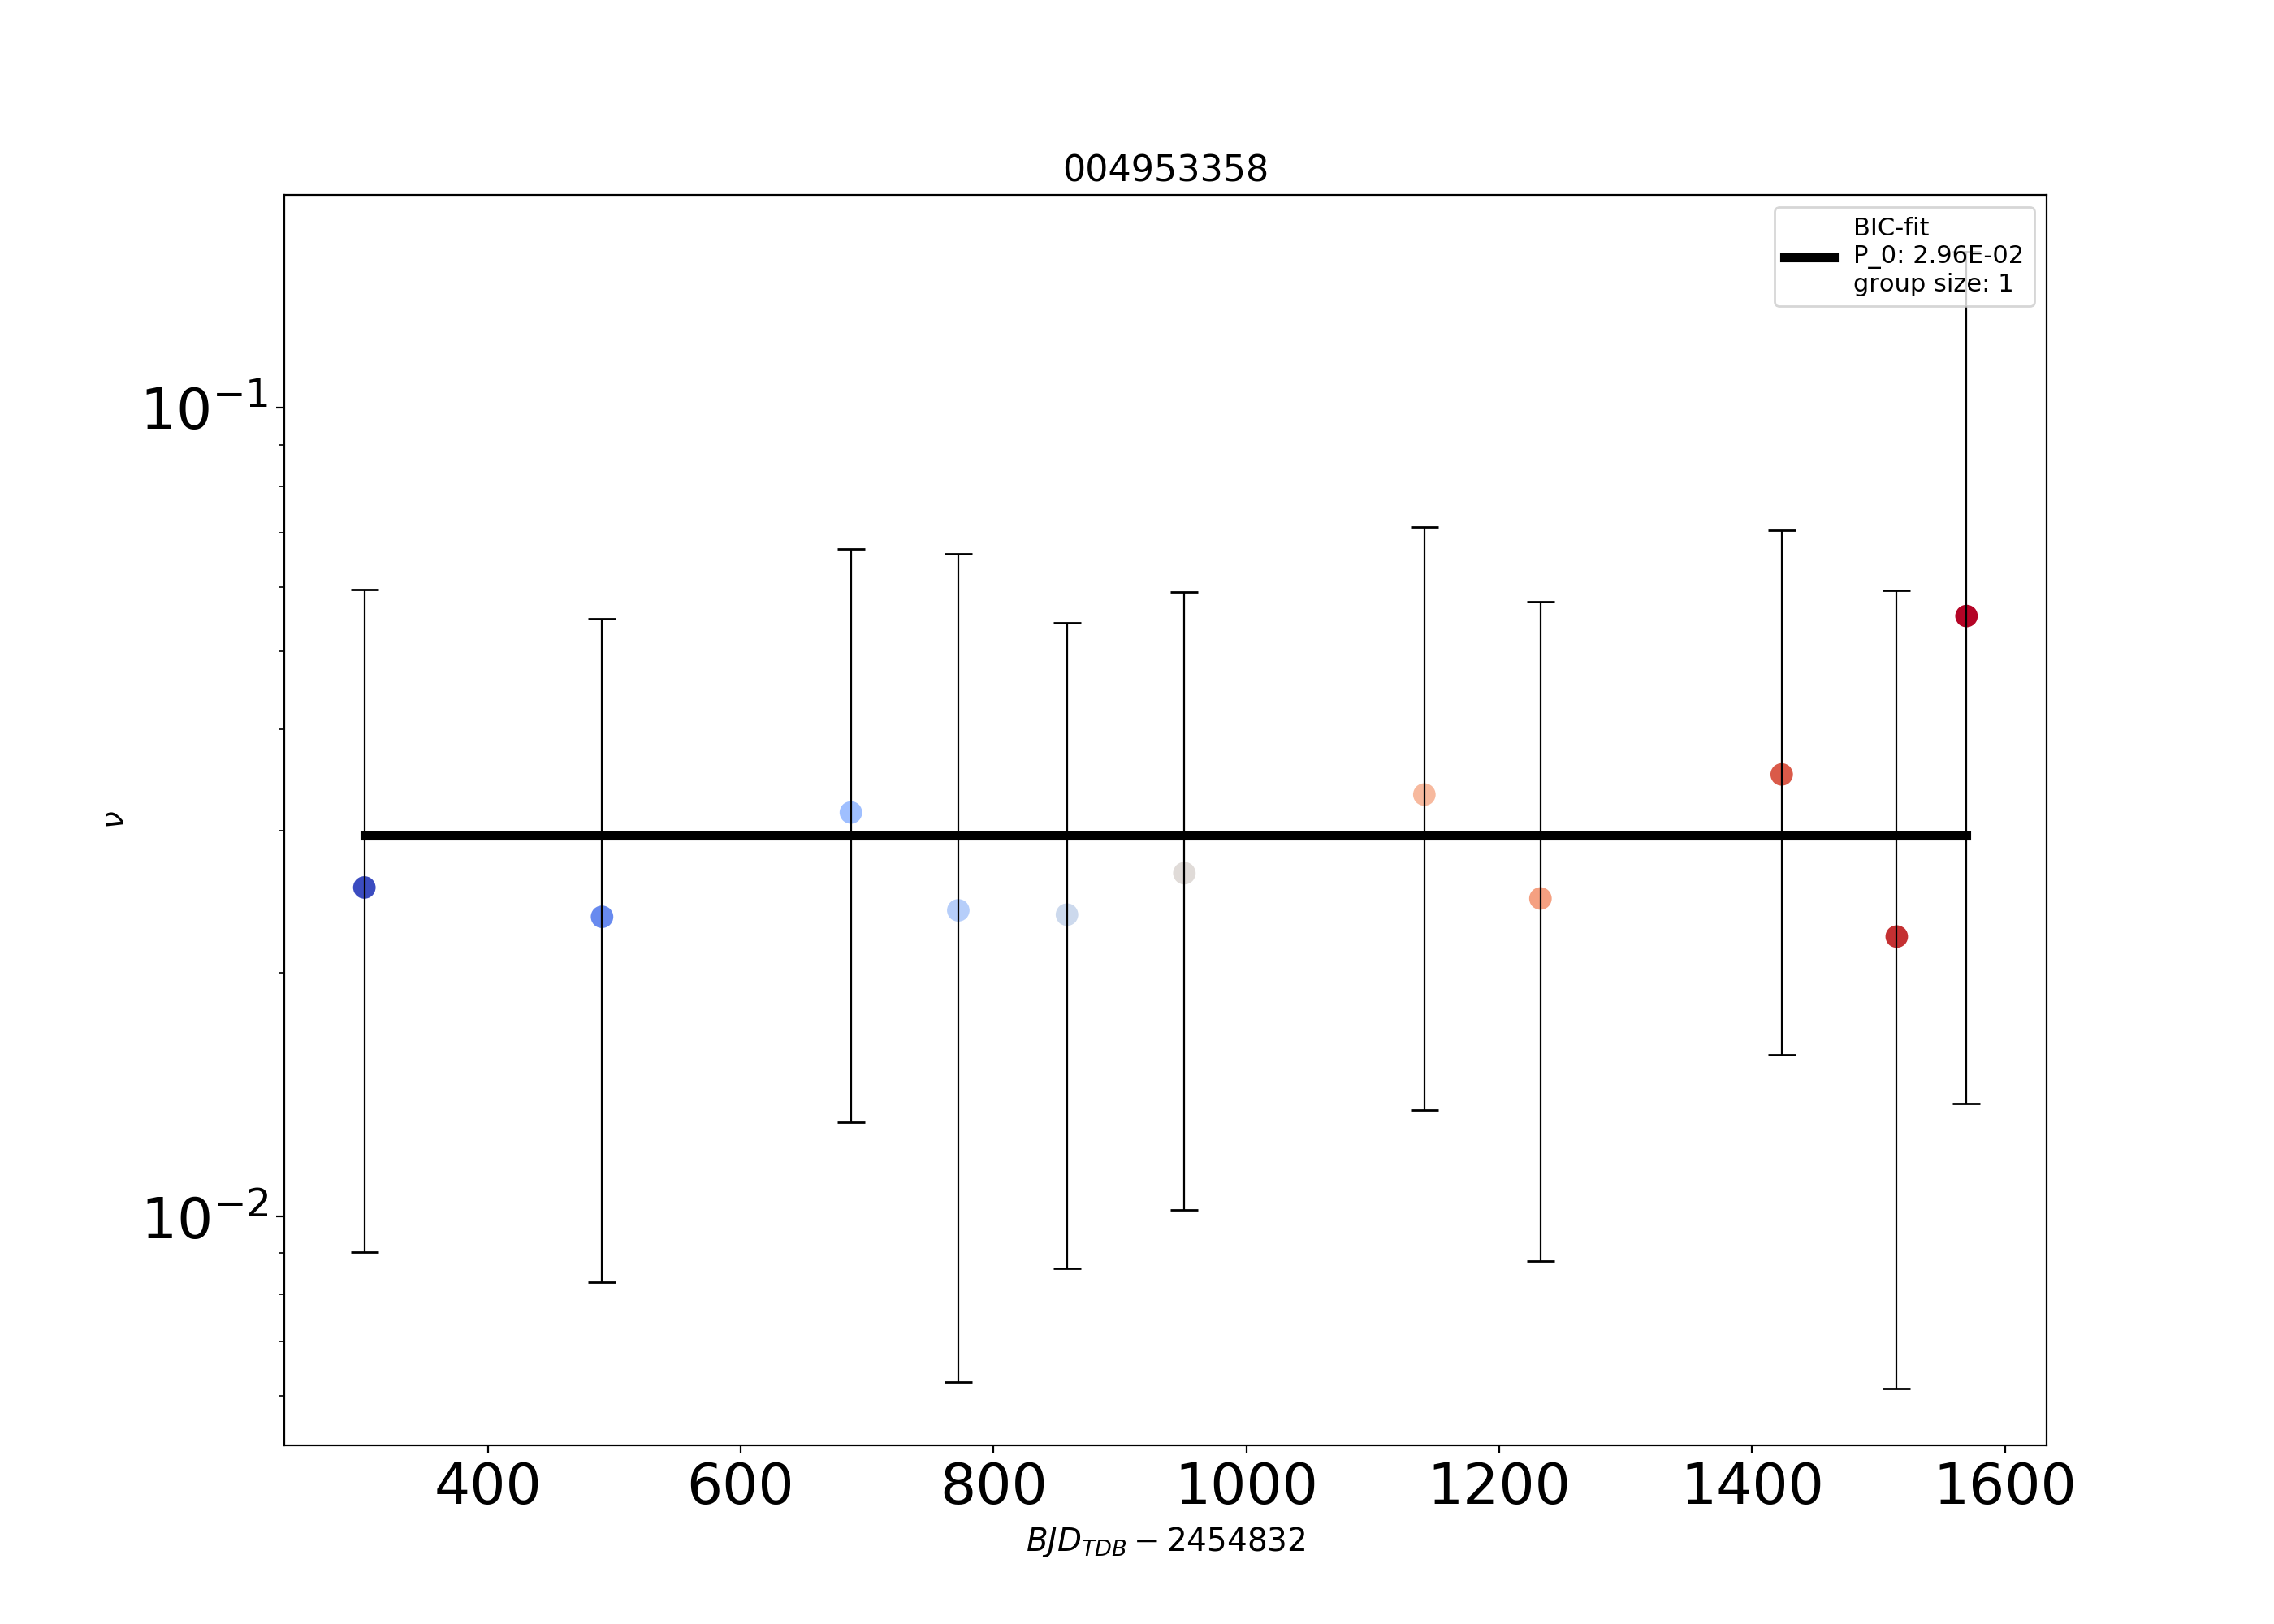 004953358
BIC-fit
P_0: 2.96E-02
group size: 1
10⁻¹
ν
10⁻²
400 600 800 1000 1200 1400 1600
BJD_TDB − 2454832